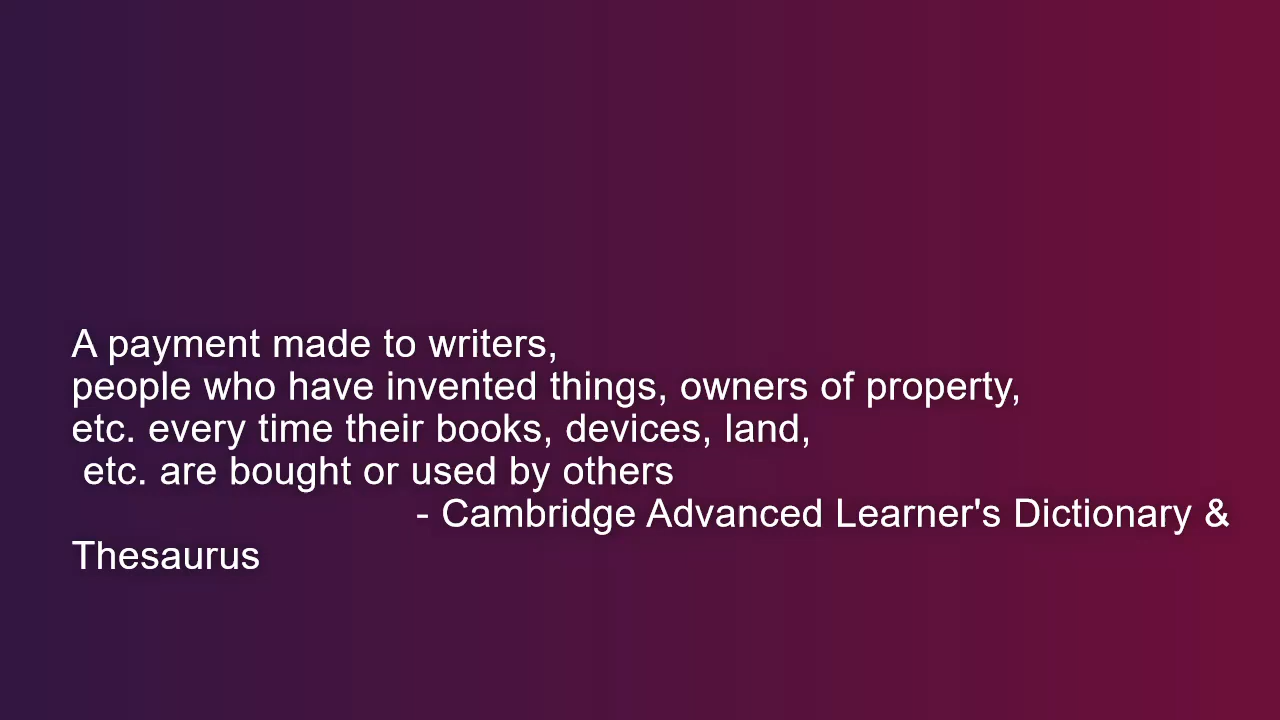 A payment made to writers,
people who have invented things, owners of property,
etc. every time their books, devices, land,
etc. are bought or used by others
- Cambridge Advanced Learner's Dictionary &
Thesaurus